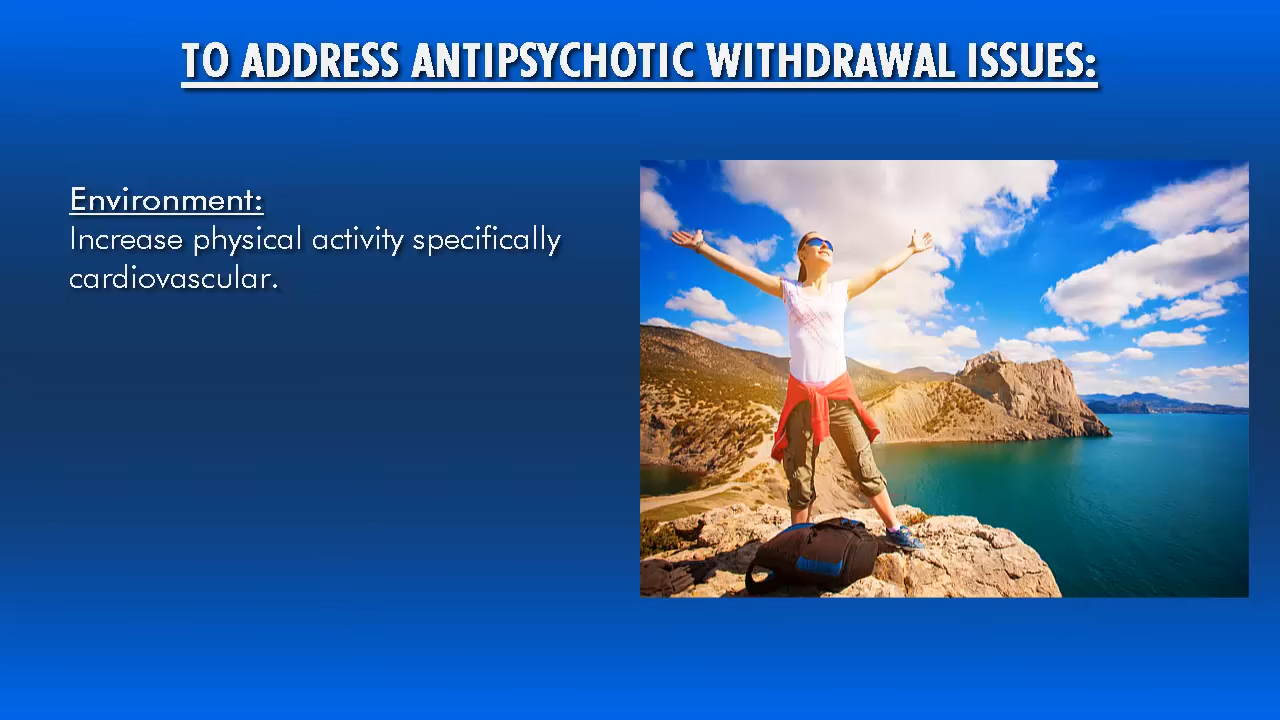 TO ADDRESS ANTIPSYCHOTIC WITHDRAWAL ISSUES:
Environment:
Increase physical activity specifically
cardiovascular.